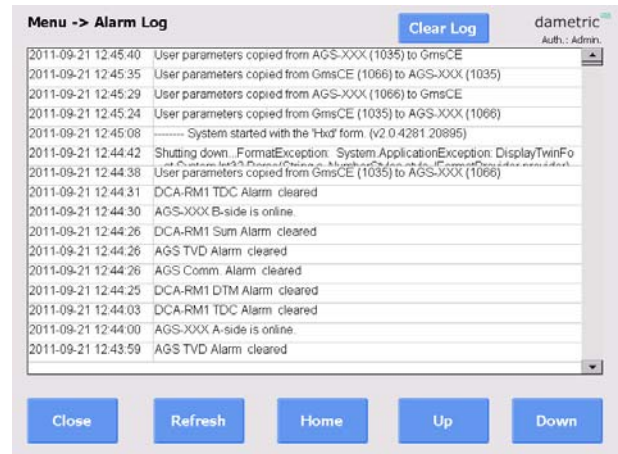 Menu -> Alarm Log
Clear Log
dametric
Auth.: Admin.
2011-09-21 12:45:40 User parameters copied from AGS-XXX (1035) to GmsCE
2011-09-21 12:45:35 User parameters copied from GmsCE (1066) to AGS-XXX (1035)
2011-09-21 12:45:29 User parameters copied from AGS-XXX (1066) to GmsCE
2011-09-21 12:45:24 User parameters copied from GmsCE (1035) to AGS-XXX (1066)
2011-09-21 12:45:08 -------- System started with the 'Hxd' form. (v2.0.4281.20895)
2011-09-21 12:44:42 Shutting down...FormatException: System.ApplicationException: DisplayTwinFo
2011-09-21 12:44:38 User parameters copied from GmsCE (1035) to AGS-XXX (1066)
2011-09-21 12:44:31 DCA-RM1 TDC Alarm cleared
2011-09-21 12:44:30 AGS-XXX B-side is online.
2011-09-21 12:44:26 DCA-RM1 Sum Alarm cleared
2011-09-21 12:44:26 AGS TVD Alarm cleared
2011-09-21 12:44:26 AGS Comm. Alarm cleared
2011-09-21 12:44:25 DCA-RM1 DTM Alarm cleared
2011-09-21 12:44:03 DCA-RM1 TDC Alarm cleared
2011-09-21 12:44:00 AGS-XXX A-side is online.
2011-09-21 12:43:59 AGS TVD Alarm cleared
Close
Refresh
Home
Up
Down